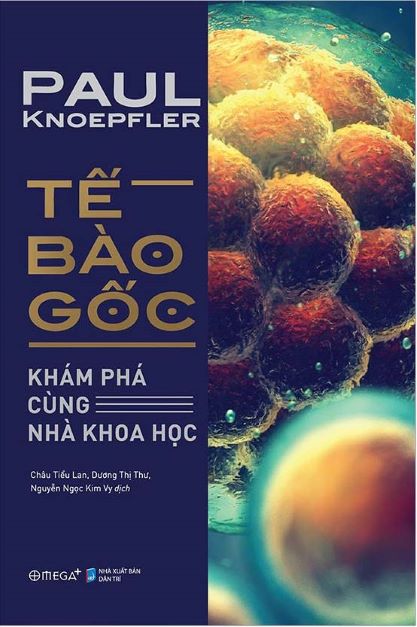 PAUL
KNOEPFLER
TẾ
BÀO
GỐC
KHÁM PHÁ
CÙNG
NHÀ KHOA HỌC
Châu Tiểu Lan, Dương Thị Thư,
Nguyễn Ngọc Kim Vy dịch
OMEGA+
NHÀ XUẤT BẢN
DÂN TRÍ